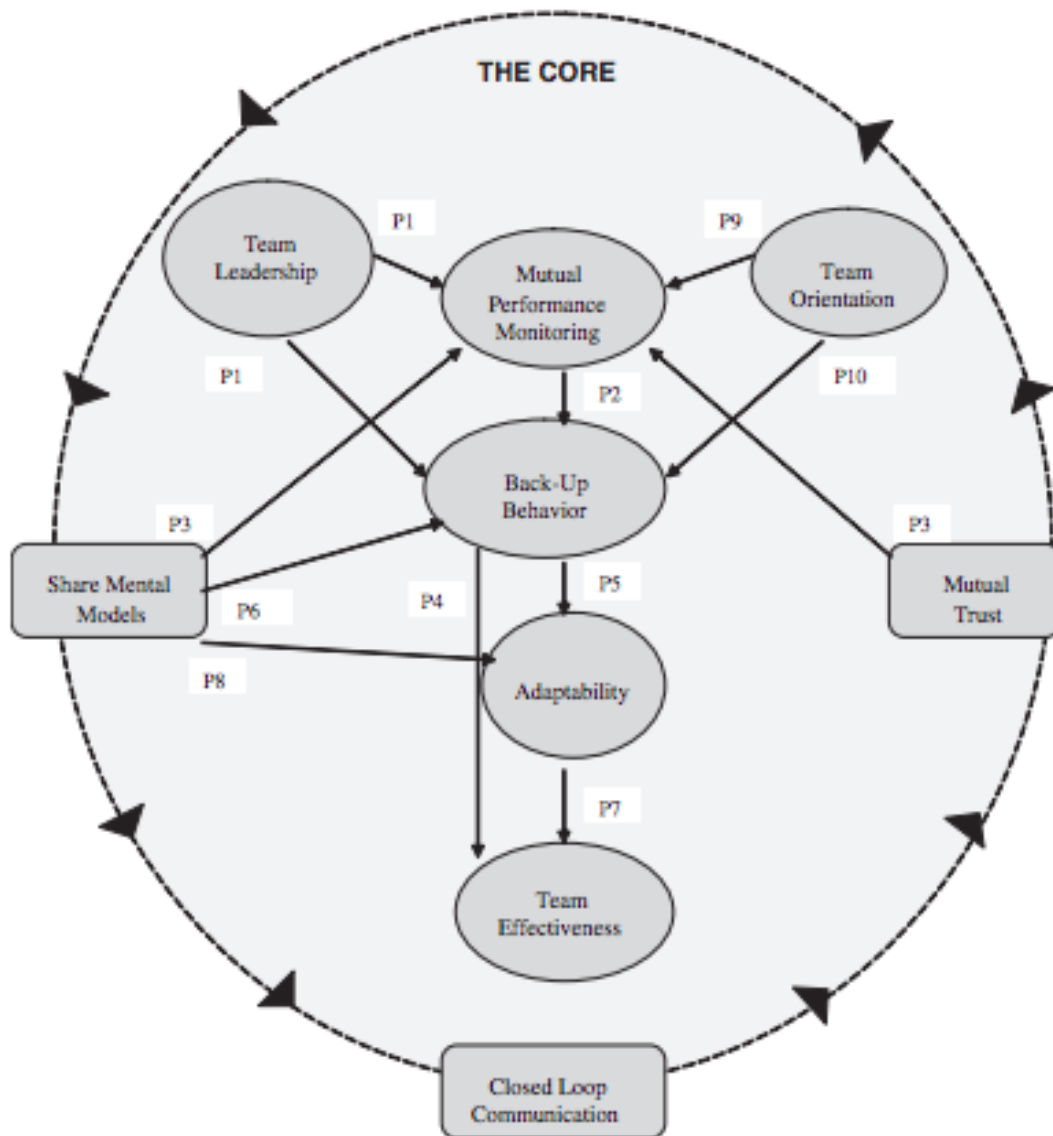 THE CORE
P1
P9
Team
Leadership
Mutual
Performance
Monitoring
Team
Orientation
P1
P2
P10
Back-Up
Behavior
P3
P3
Share Mental
Models
P6
P4
P5
Mutual
Trust
P8
Adaptability
P7
Team
Effectiveness
Closed Loop
Communication